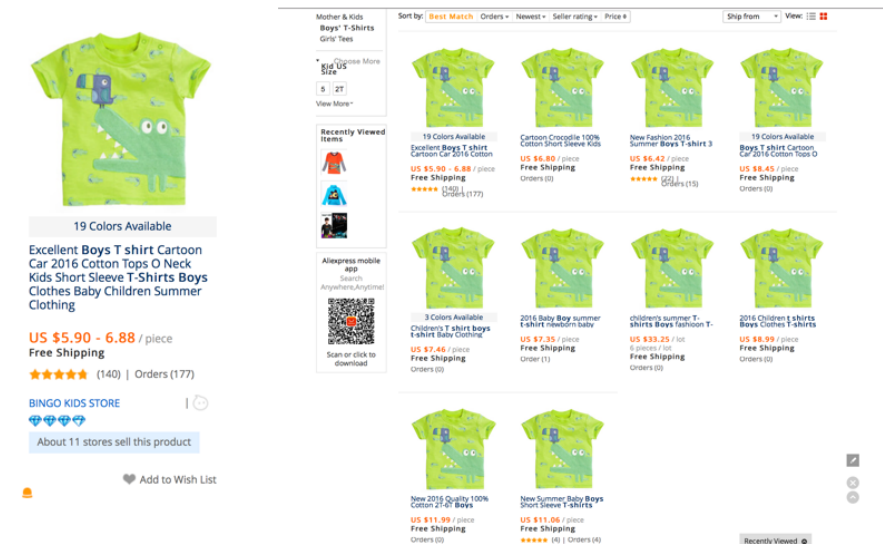 19 Colors Available
Excellent Boys T shirt Cartoon
Car 2016 Cotton Tops O Neck
Kids Short Sleeve T-Shirts Boys
Clothes Baby Children Summer
Clothing
US $5.90 - 6.88 / piece
Free Shipping
(140) | Orders (177)
BINGO KIDS STORE |
About 11 stores sell this product
Add to Wish List
Mother & Kids
Boys' T-Shirts
Girls' Tees
Choose More
Kid US
Size
5 2T
View More
Recently Viewed
Items
Aliexpress mobile
app
Search
Anywhere,Anytime!
Scan or click to
download
Sort by: Best Match Orders Newest Seller rating Price Ship from View:
19 Colors Available
Excellent Boys T shirt
Cartoon Car 2016 Cotton
US $5.90 - 6.88 / piece
Free Shipping
(140) |
Orders (177)
Cartoon Crocodile 100%
Cotton Short Sleeve Kids
US $6.80 / piece
Free Shipping
Orders (0)
New Fashion 2016
Summer Boys T-shirt 3
US $6.42 / piece
Free Shipping
(22) |
Orders (15)
19 Colors Available
Boys T shirt Cartoon
Car 2016 Cotton Tops O
US $8.45 / piece
Free Shipping
Orders (0)
3 Colors Available
Children's T shirt boys
t-shirt Baby Clothing
US $7.46 / piece
Free Shipping
Orders (0)
2016 Baby Boy summer
t-shirt newborn baby
US $7.35 / piece
Free Shipping
Order (1)
children's summer T-
shirts Boys fashioon T-
US $33.25 / lot
6 pieces / lot
Free Shipping
Orders (0)
2016 Children t shirts
Boys Clothes T-shirts
US $8.99 / piece
Free Shipping
Orders (0)
New 2016 Quality 100%
Cotton 2T-6T Boys
US $11.99 / piece
Free Shipping
Orders (0)
New Summer Baby Boys
Short Sleeve T-shirts
US $11.06 / piece
Free Shipping
(4) | Orders (4)
Recently Viewed